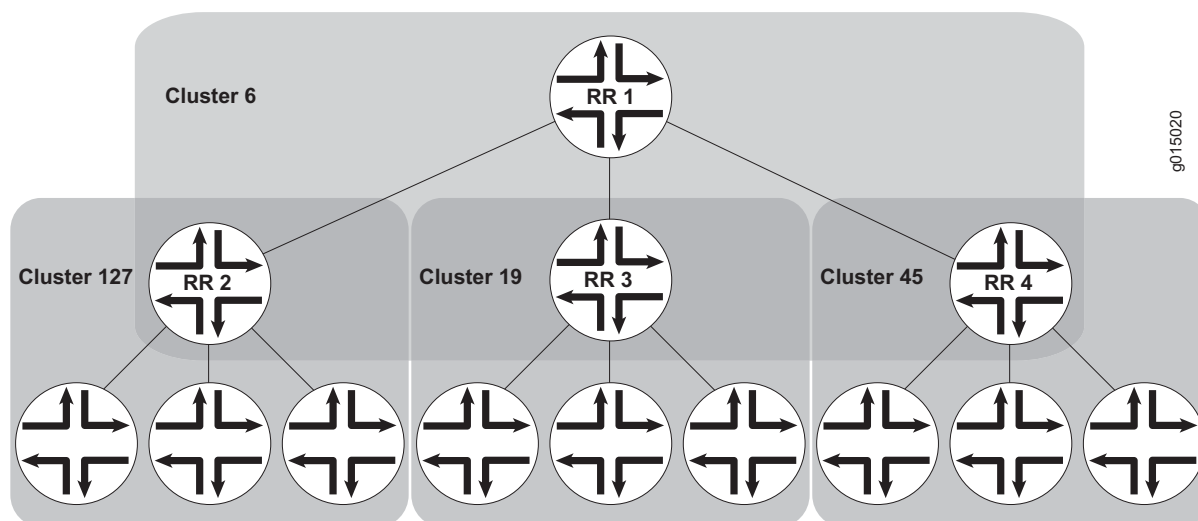 RR 1
Cluster 6
g015020
Cluster 127
RR 2
Cluster 19
RR 3
Cluster 45
RR 4